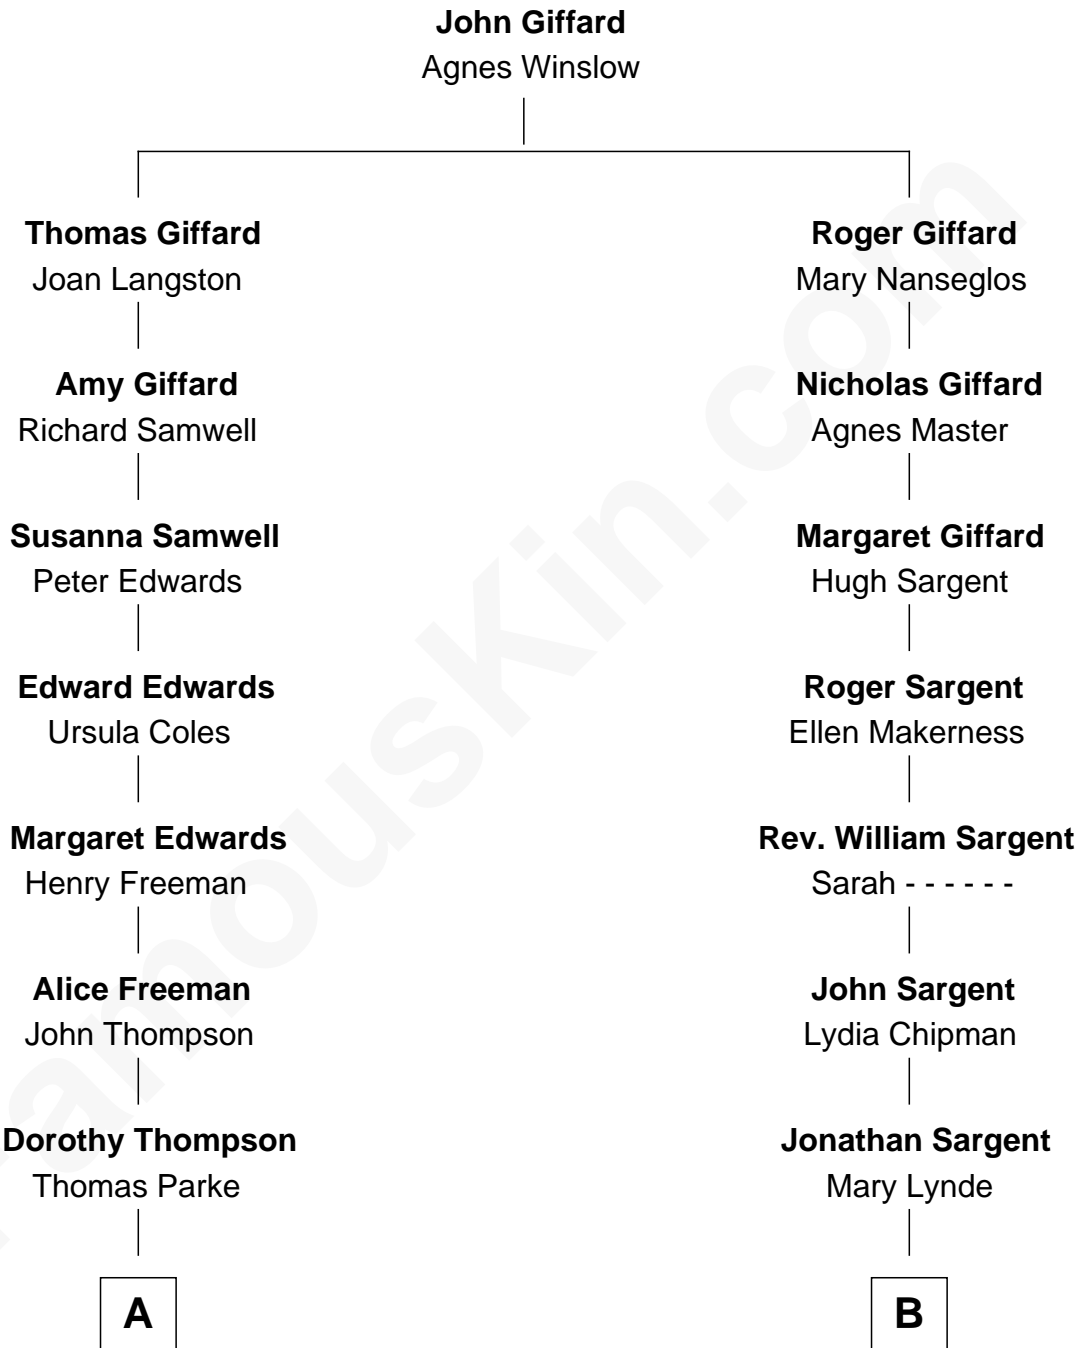 John Giffard
Agnes Winslow
Thomas Giffard
Joan Langston
Roger Giffard
Mary Nanseglos
Amy Giffard
Richard Samwell
Nicholas Giffard
Agnes Master
Susanna Samwell
Peter Edwards
Margaret Giffard
Hugh Sargent
Edward Edwards
Ursula Coles
Roger Sargent
Ellen Makerness
Margaret Edwards
Henry Freeman
Rev. William Sargent
Sarah - - - - - -
Alice Freeman
John Thompson
John Sargent
Lydia Chipman
Dorothy Thompson
Thomas Parke
Jonathan Sargent
Mary Lynde
A
B
FamousKin.com